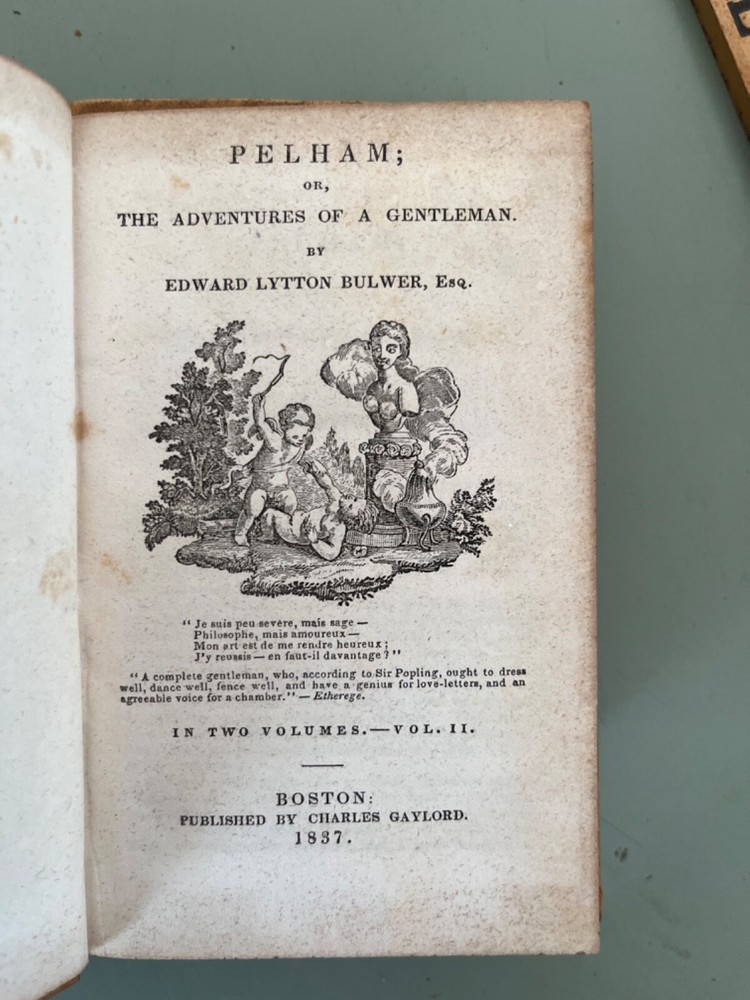 PELHAM;
OR,
THE ADVENTURES OF A GENTLEMAN.
BY
EDWARD LYTTON BULWER, Esq.
“ Je suis peu sevère, mais sage —
Philosophe, mais amoureux —
Mon art est de me rendre heureux ;
J'y reussis — en faut-il davantage ? ”
“ A complete gentleman, who, according to Sir Popling, ought to dress
well, dance well, fence well, and have a genius for love-letters, and an
agreeable voice for a chamber.” — Etherege.
IN TWO VOLUMES.—VOL. II.
BOSTON:
PUBLISHED BY CHARLES GAYLORD.
1837.